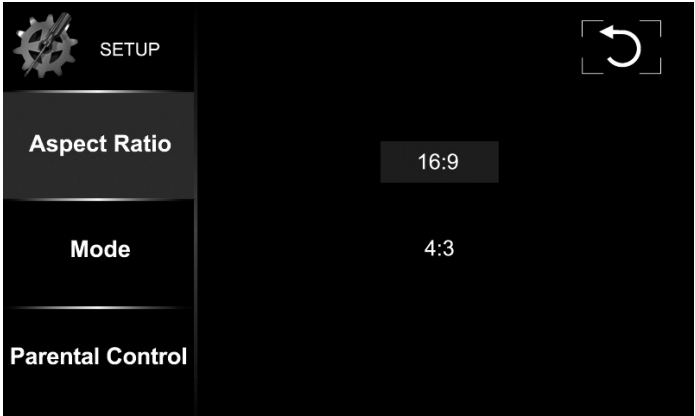 SETUP
Aspect Ratio
16:9
Mode
4:3
Parental Control